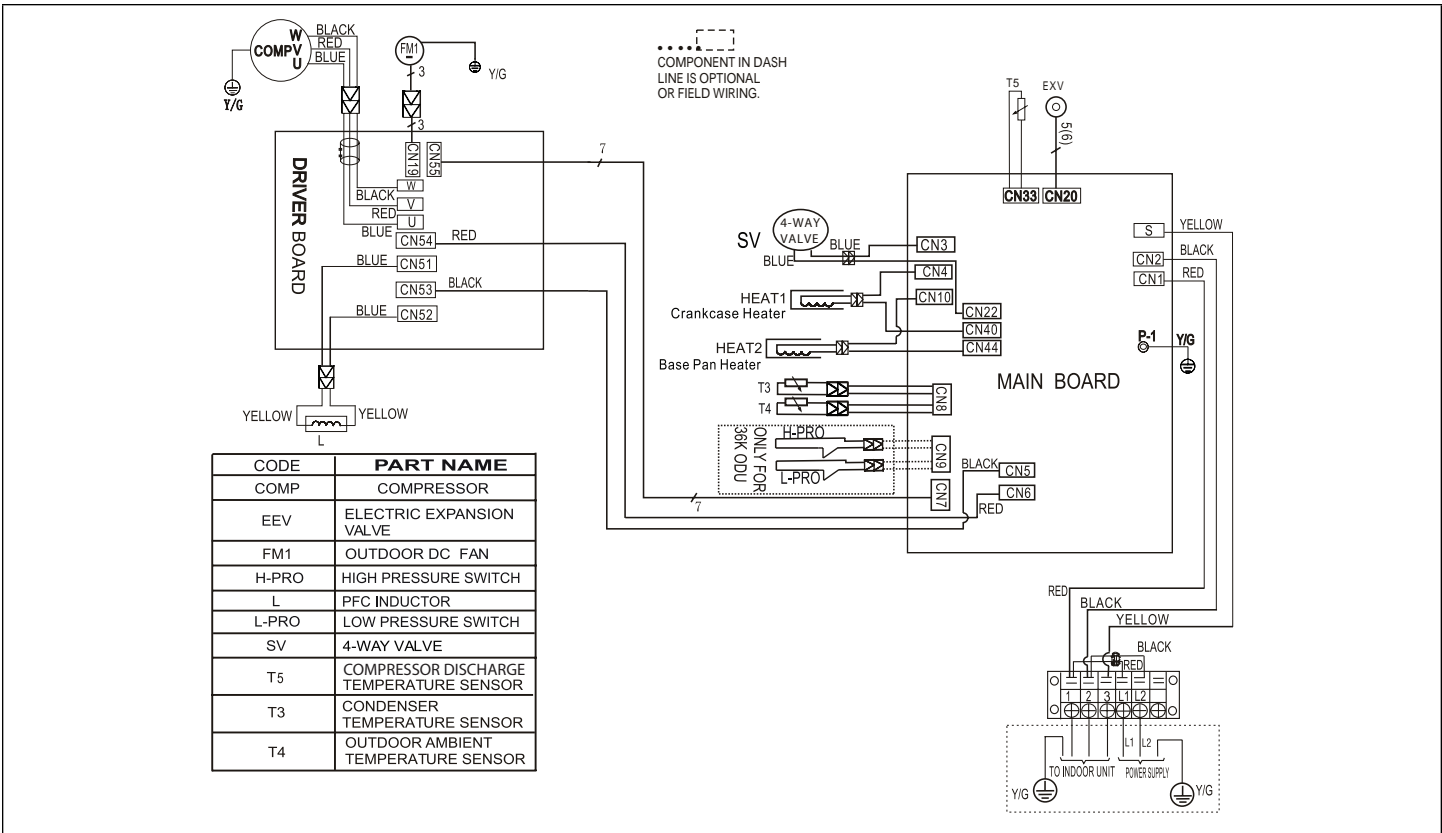 BLACK
RED
BLUE
W
V
U
COMP
Y/G
FM1
3
Y/G
3
COMPONENT IN DASH
LINE IS OPTIONAL
OR FIELD WIRING.
T5
EXV
5(6)
CN33
CN20
DRIVER BOARD
CN19
CN55
7
W
BLACK
V
RED
U
BLUE
CN54
RED
BLUE
CN51
CN53
BLACK
BLUE
CN52
YELLOW
YELLOW
L
SV
4-WAY
VALVE
BLUE
BLUE
CN3
CN4
HEAT1
Crankcase Heater
CN10
CN22
CN40
HEAT2
Base Pan Heater
CN44
T3
T4
CN8
ONLY FOR
36K ODU
H-PRO
L-PRO
CN9
CN7
7
BLACK
CN5
CN6
RED
MAIN BOARD
S
YELLOW
CN2
BLACK
CN1
RED
P-1
Y/G
CODE PART NAME
COMP COMPRESSOR
EEV ELECTRIC EXPANSION
VALVE
FM1 OUTDOOR DC FAN
H-PRO HIGH PRESSURE SWITCH
L PFC INDUCTOR
L-PRO LOW PRESSURE SWITCH
SV 4-WAY VALVE
T5 COMPRESSOR DISCHARGE
TEMPERATURE SENSOR
T3 CONDENSER
TEMPERATURE SENSOR
T4 OUTDOOR AMBIENT
TEMPERATURE SENSOR
RED
BLACK
YELLOW
BLACK
RED
1 2 3 L1 L2
L1 L2
TO INDOOR UNIT
POWER SUPPLY
Y/G
Y/G